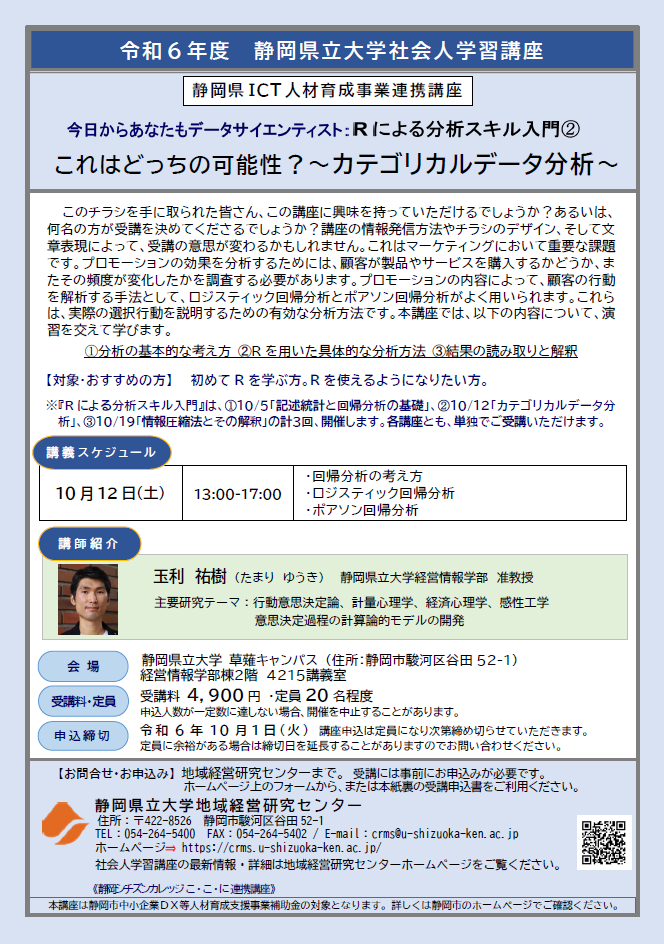 令和６年度　静岡県立大学社会人学習講座
静岡県ICT人材育成事業連携講座
今日からあなたもデータサイエンティスト：Rによる分析スキル入門②
これはどっちの可能性？～カテゴリカルデータ分析～
このチラシを手に取られた皆さん、この講座に興味を持っていただけるでしょうか？あるいは、
何名の方が受講を決めてくださるでしょうか？講座の情報発信方法やチラシのデザイン、そして文
章表現によって、受講の意思が変わるかもしれません。これはマーケティングにおいて重要な課題
です。プロモーションの効果を分析するためには、顧客が製品やサービスを購入するかどうか、ま
たその頻度が変化したかを調査する必要があります。プロモーションの内容によって、顧客の行動
を解析する手法として、ロジスティック回帰分析とポアソン回帰分析がよく用いられます。これら
は、実際の選択行動を説明するための有効な分析方法です。本講座では、以下の内容について、演
習を交えて学びます。
①分析の基本的な考え方 ②Rを用いた具体的な分析方法 ③結果の読み取りと解釈
【対象・おすすめの方】　初めてRを学ぶ方。Rを使えるようになりたい方。
※『Rによる分析スキル入門』は、①10/5「記述統計と回帰分析の基礎」、②10/12「カテゴリカルデータ分
析」、③10/19「情報圧縮法とその解釈」の計3回、開催します。各講座とも、単独でご受講いただけます。
講義スケジュール
10月12日(土)　13:00-17:00　・回帰分析の考え方
・ロジスティック回帰分析
・ポアソン回帰分析
講師紹介
玉利　祐樹（たまり　ゆうき）　静岡県立大学経営情報学部　准教授
主要研究テーマ：行動意思決定論、計量心理学、経済心理学、感性工学
意思決定過程の計算論的モデルの開発
会　場　静岡県立大学 草薙キャンパス（住所：静岡市駿河区谷田52-1）
経営情報学部棟2階　4215講義室
受講料・定員　受講料 4,900円 ・定員20名程度
申込人数が一定数に達しない場合、開催を中止することがあります。
申込締切　令和6年10月1日（火） 講座申込は定員になり次第締め切らせていただきます。
定員に余裕がある場合は締切日を延長することがありますのでお問い合わせください。
【お問合せ・お申込み】地域経営研究センターまで。 受講には事前にお申込みが必要です。
ホームページ上のフォームから、または本紙裏の受講申込書をご利用ください。
静岡県立大学地域経営研究センター
住所：〒422-8526　静岡市駿河区谷田52-1
TEL：054-264-5400　FAX：054-264-5402 / E-mail：crms@u-shizuoka-ken.ac.jp
ホームページ⇒ https://crms.u-shizuoka-ken.ac.jp/
社会人学習講座の最新情報・詳細は地域経営研究センターホームページをご覧ください。
《静岡シチズンカレッジこ・こ・に連携講座》
本講座は静岡市中小企業DX等人材育成支援事業補助金の対象となります。詳しくは静岡市のホームページでご確認ください。